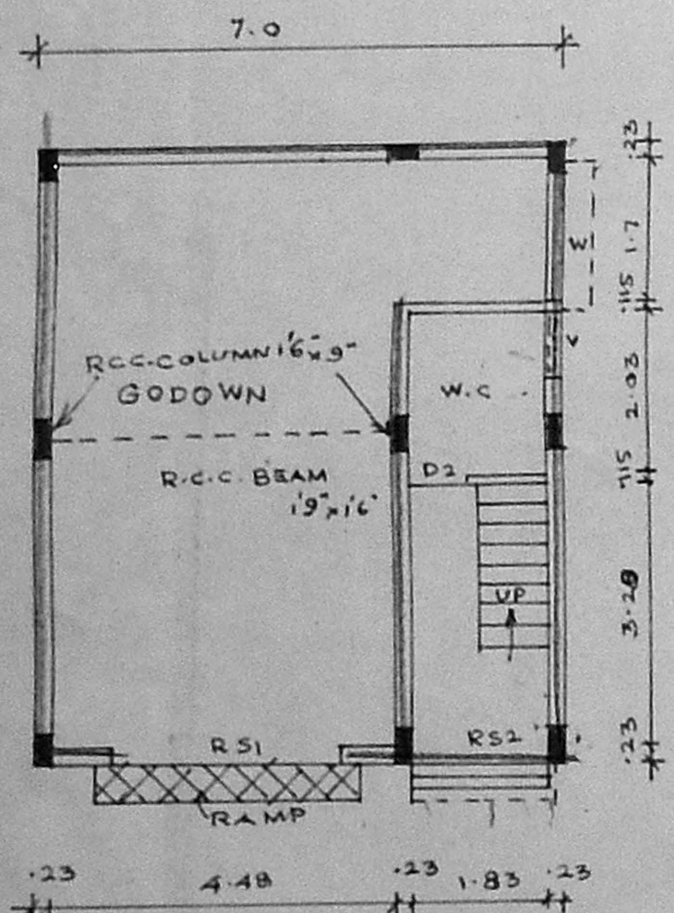 7.0
.23
W
1.7
.115
RCC-COLUMN 1'6"x9"
V
GODOWN
W.C
2.03
D2
.115
R.C.C. BEAM
1'9"x1'6"
UP
3.28
RS1
RS2
.23
RAMP
.23
4.48
.23
1.83
.23